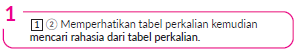 1
1 ② Memperhatikan tabel perkalian kemudian
mencari rahasia dari tabel perkalian.